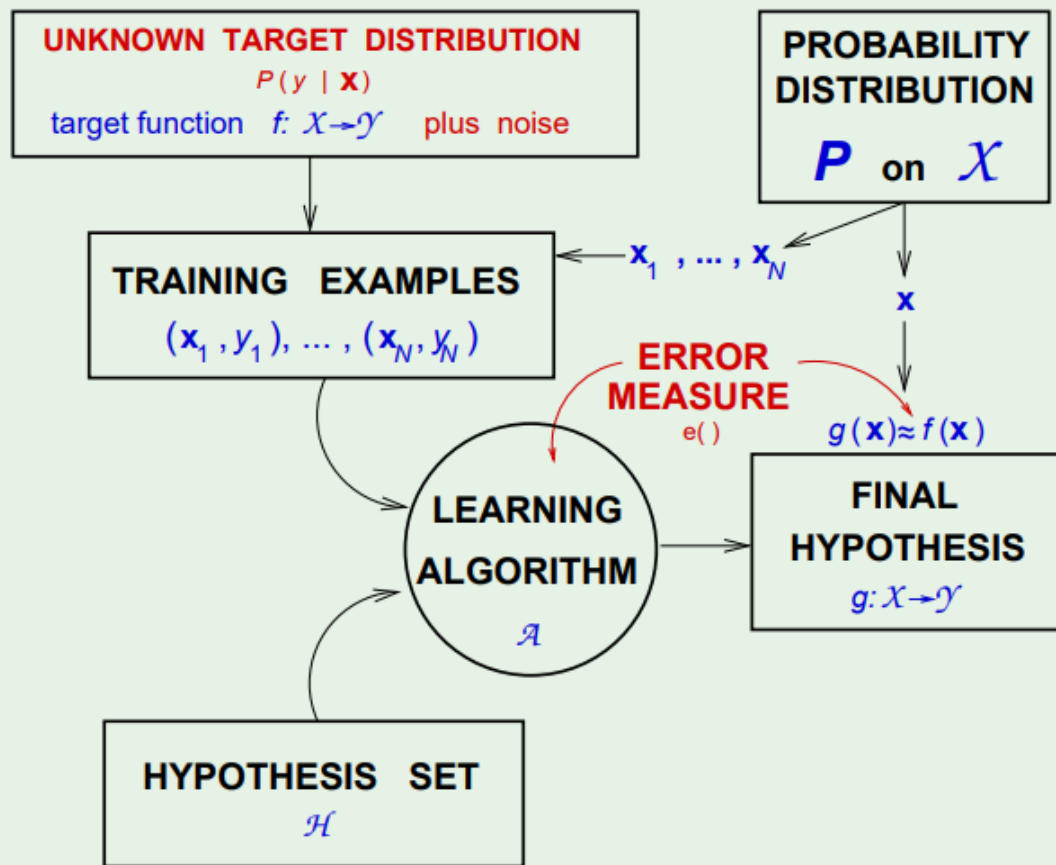 UNKNOWN TARGET DISTRIBUTION
P(y | x)
target function f: X→Y plus noise
PROBABILITY
DISTRIBUTION
P on X
x1 , ... , xN
TRAINING EXAMPLES
(x1 , y1), ... , (xN, yN)
x
ERROR
MEASURE
e( )
g(x)≈ f(x)
LEARNING
ALGORITHM
A
FINAL
HYPOTHESIS
g: X→Y
HYPOTHESIS SET
H